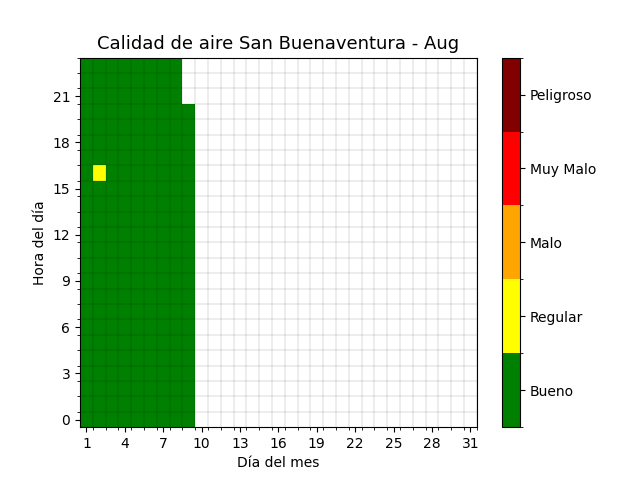 Calidad de aire San Buenaventura - Aug
21
18
15
12
9
6
3
0
Hora del día
1 4 7 10 13 16 19 22 25 28 31
Día del mes
Peligroso
Muy Malo
Malo
Regular
Bueno